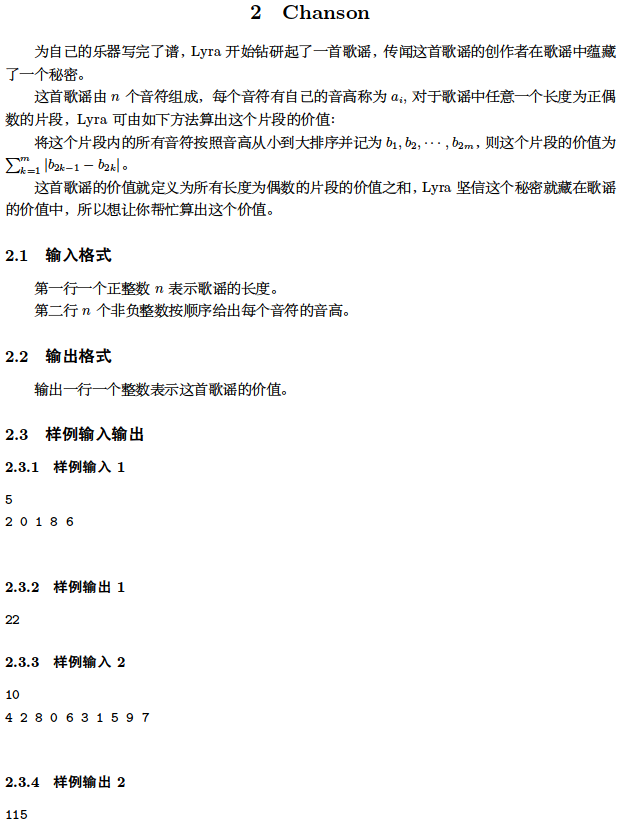 2 Chanson
为自己的乐器写完了谱，Lyra 开始钻研起了一首歌谣，传闻这首歌谣的创作者在歌谣中蕴藏
了一个秘密。
这首歌谣由 n 个音符组成，每个音符有自己的音高称为 a_i, 对于歌谣中任意一个长度为正偶
数的片段，Lyra 可由如下方法算出这个片段的价值:
将这个片段内的所有音符按照音高从小到大排序并记为 b_1, b_2, ⋯, b_{2m}, 则这个片段的价值为
∑_{k=1}^{m} |b_{2k−1} − b_{2k}|。
这首歌谣的价值就定义为所有长度为偶数的片段的价值之和，Lyra 坚信这个秘密就藏在歌谣
的价值中，所以想让你帮忙算出这个价值。
2.1 输入格式
第一行一个正整数 n 表示歌谣的长度。
第二行 n 个非负整数按顺序给出每个音符的音高。
2.2 输出格式
输出一行一个整数表示这首歌谣的价值。
2.3 样例输入输出
2.3.1 样例输入 1
5
2 0 1 8 6
2.3.2 样例输出 1
22
2.3.3 样例输入 2
10
4 2 8 0 6 3 1 5 9 7
2.3.4 样例输出 2
115